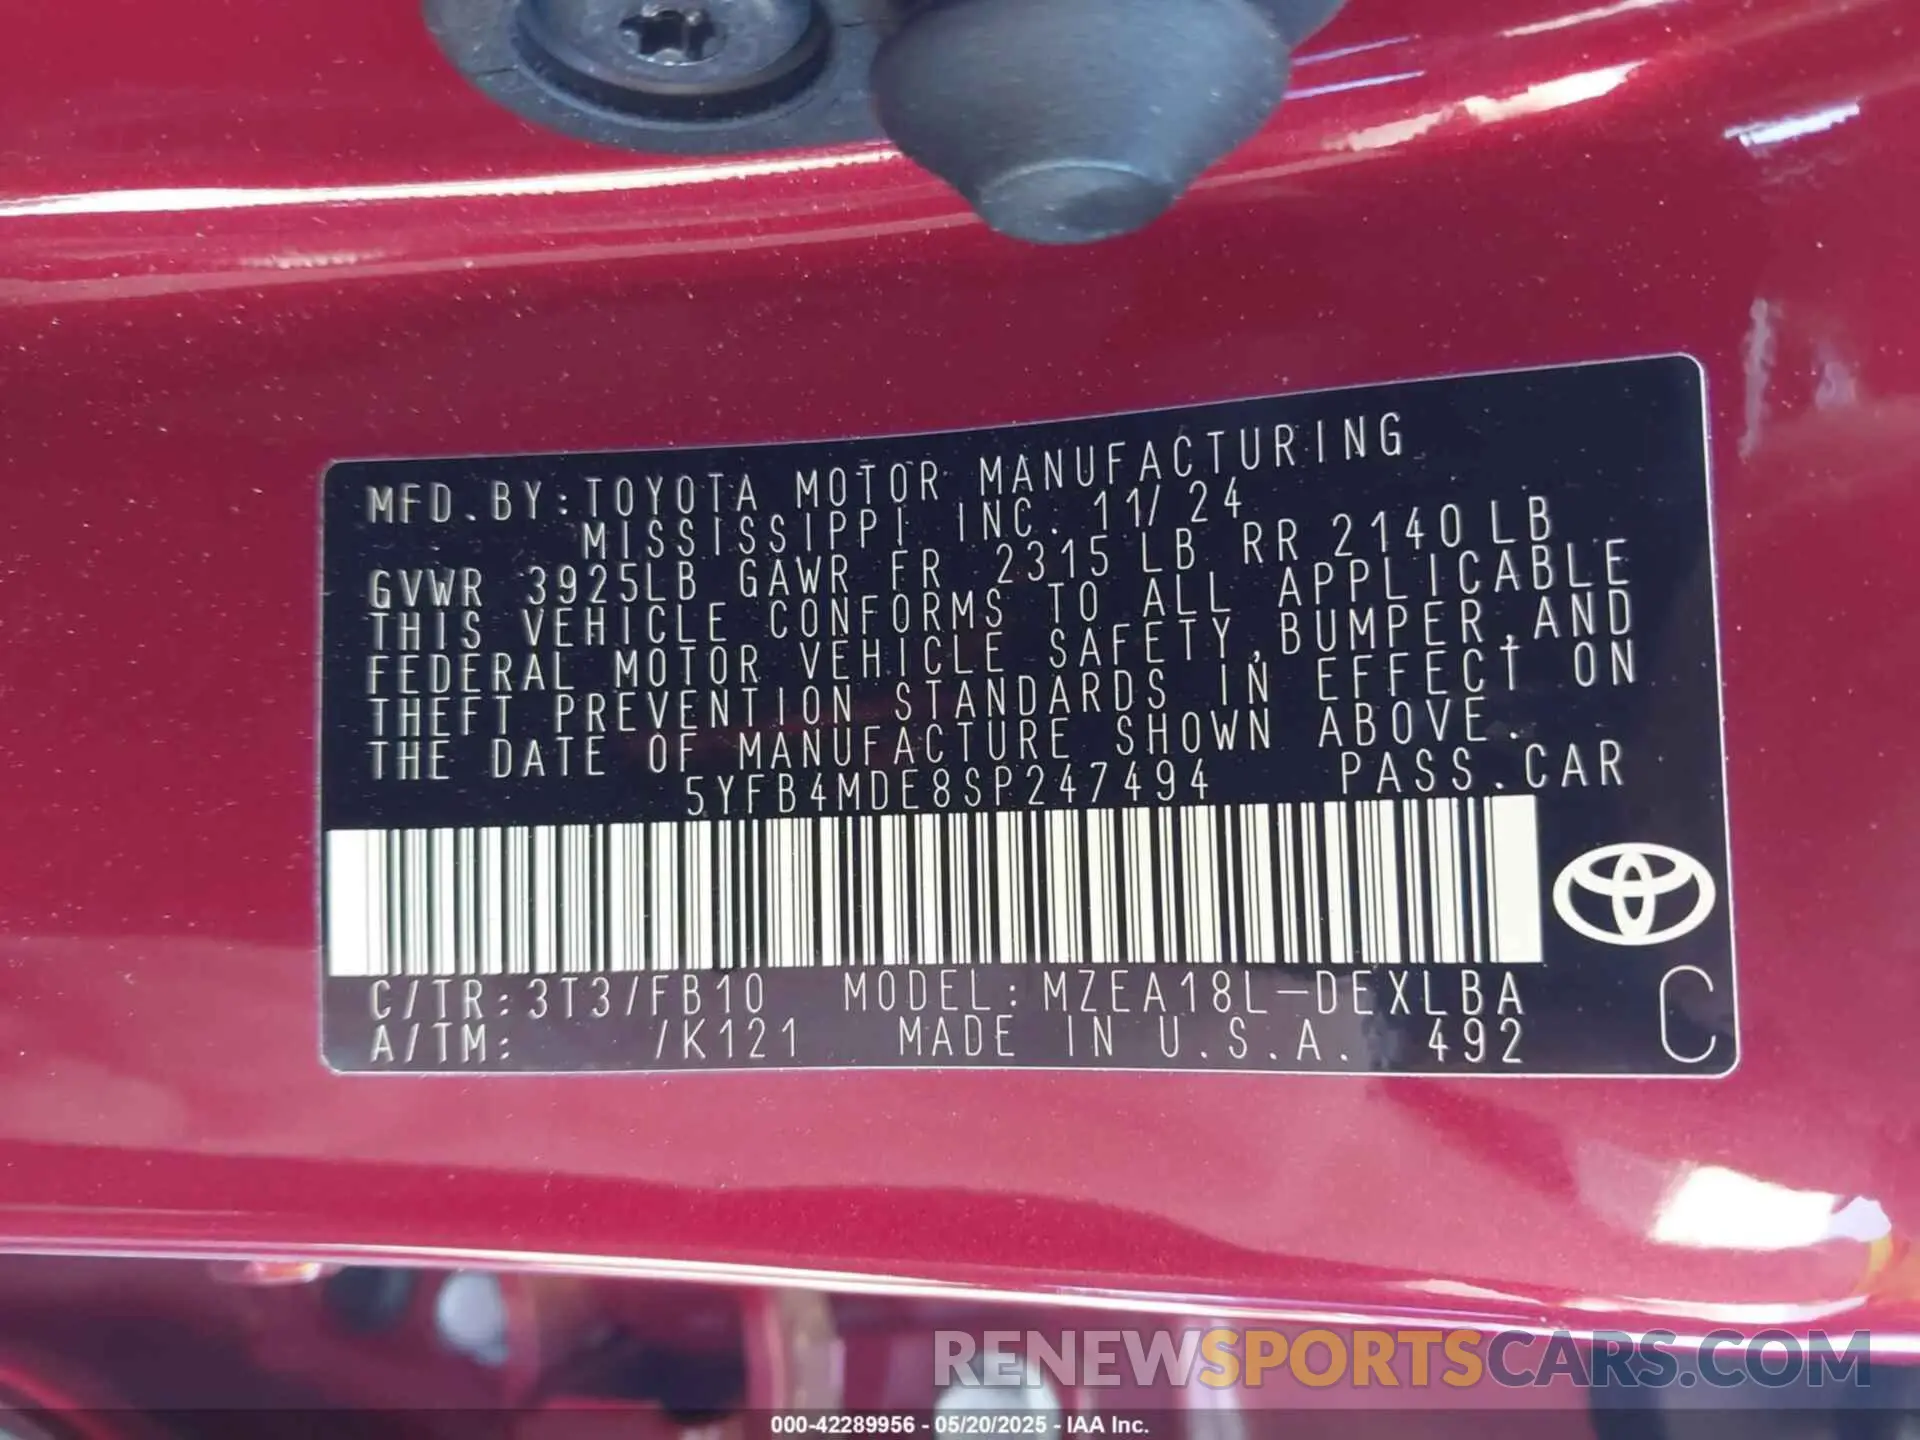 MFD.BY:TOYOTA MOTOR MANUFACTURING
MISSISSIPPI INC. 11/24
GVWR 3925LB GAWR FR 2315 LB RR 2140 LB
THIS VEHICLE CONFORMS TO ALL APPLICABLE
FEDERAL MOTOR VEHICLE SAFETY,BUMPER,AND
THEFT PREVENTION STANDARDS IN EFFECT ON
THE DATE OF MANUFACTURE SHOWN ABOVE.
5YFB4MDE8SP247494 PASS.CAR
C/TR:3T3/FB10 MODEL:MZEA18L-DEXLBA
A/TM: /K121 MADE IN U.S.A. 492
C
RENEWSPORTSCARS.COM
000-42289956 - 05/20/2025 - IAA Inc.